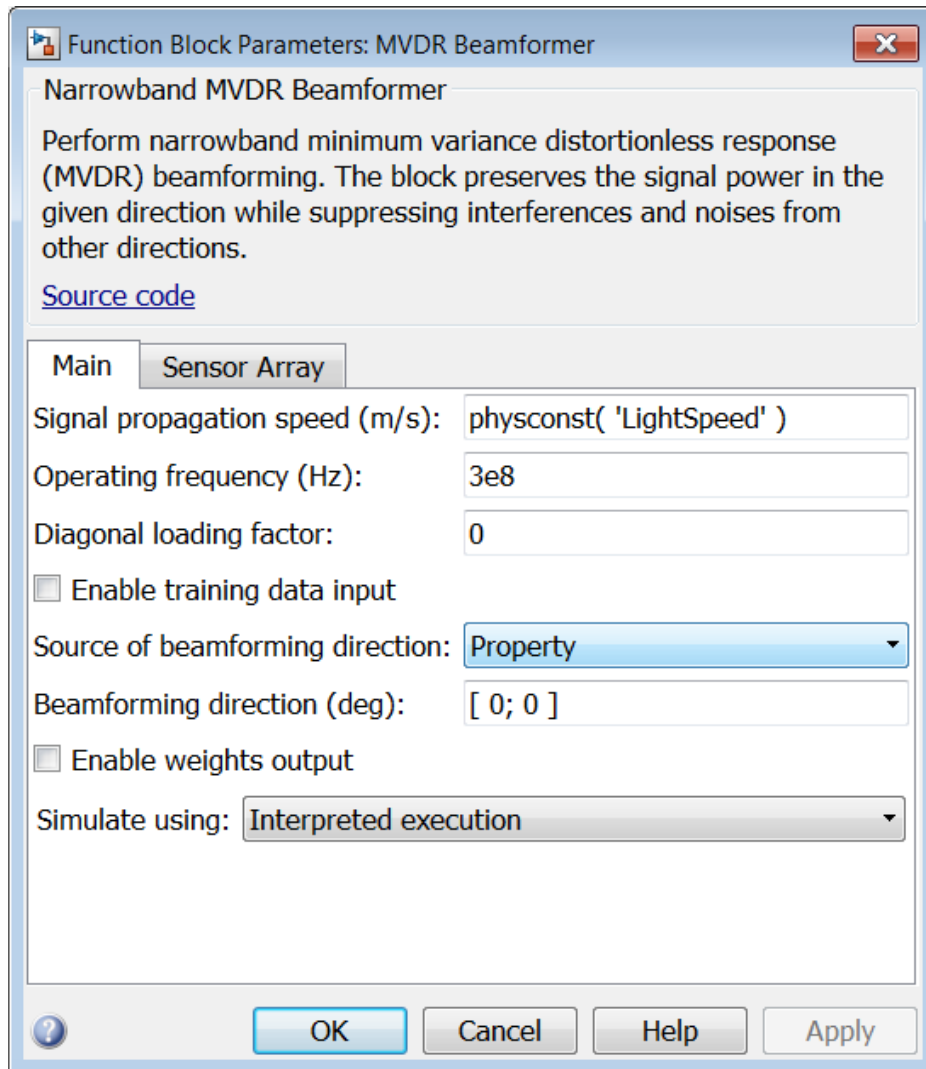 Function Block Parameters: MVDR Beamformer
Narrowband MVDR Beamformer
Perform narrowband minimum variance distortionless response
(MVDR) beamforming. The block preserves the signal power in the
given direction while suppressing interferences and noises from
other directions.
Source code
Main Sensor Array
Signal propagation speed (m/s): physconst( 'LightSpeed' )
Operating frequency (Hz): 3e8
Diagonal loading factor: 0
Enable training data input
Source of beamforming direction: Property
Beamforming direction (deg): [ 0; 0 ]
Enable weights output
Simulate using: Interpreted execution
? OK Cancel Help Apply